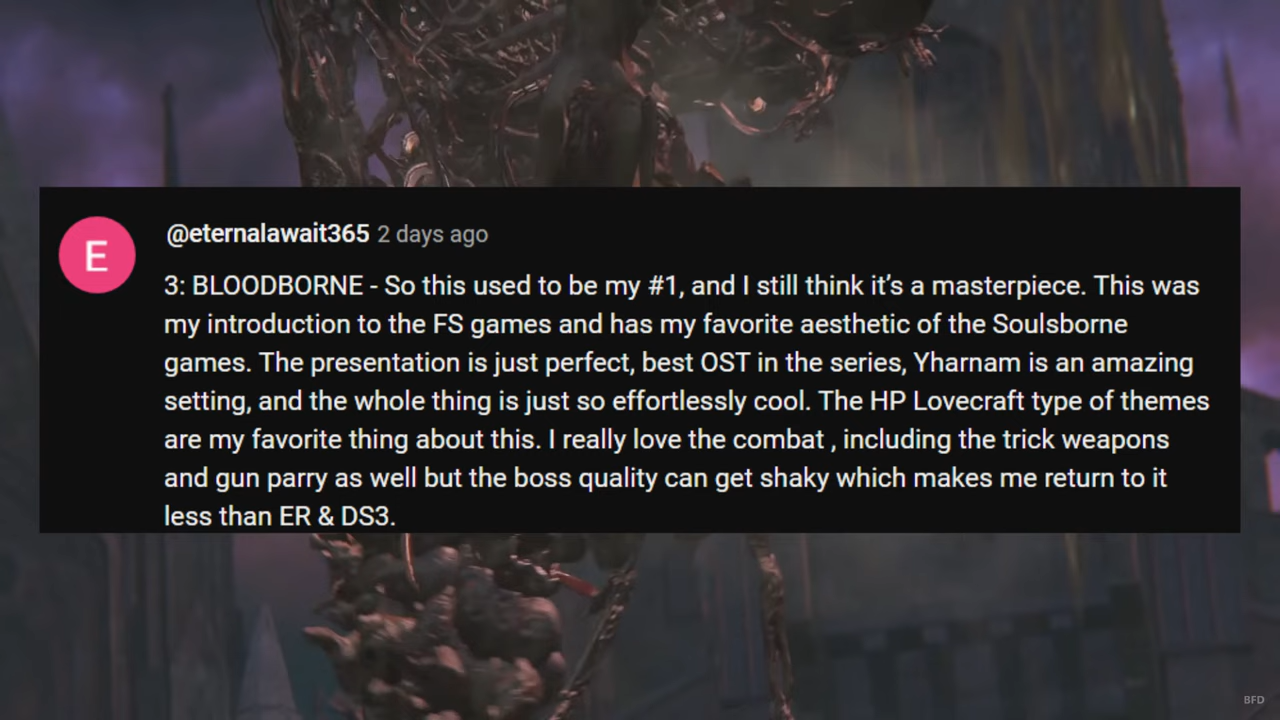 E
@eternalawait365 2 days ago
3: BLOODBORNE - So this used to be my #1, and I still think it’s a masterpiece. This was
my introduction to the FS games and has my favorite aesthetic of the Soulsborne
games. The presentation is just perfect, best OST in the series, Yharnam is an amazing
setting, and the whole thing is just so effortlessly cool. The HP Lovecraft type of themes
are my favorite thing about this. I really love the combat , including the trick weapons
and gun parry as well but the boss quality can get shaky which makes me return to it
less than ER & DS3.
BFD